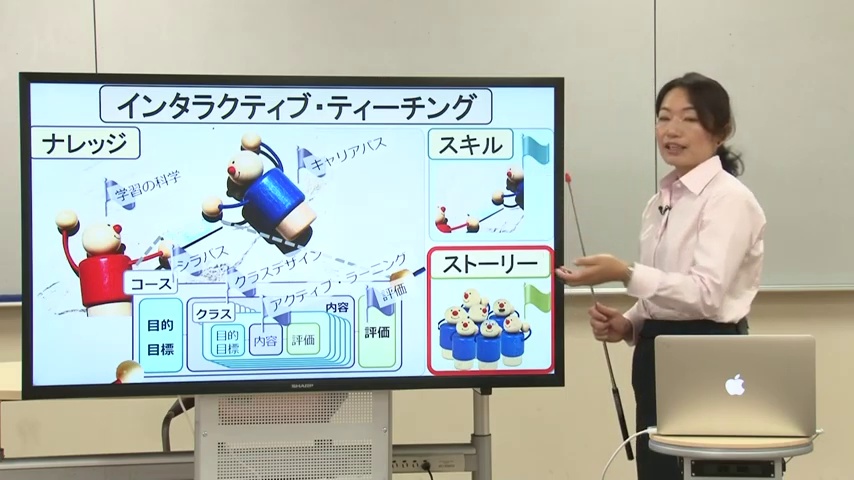 インタラクティブ・ティーチング
ナレッジ
スキル
学習の科学
キャリアパス
シラバス
クラスデザイン
アクティブ・ラーニング
評価
コース
目的
目標
クラス
内容
目的
目標
内容
評価
評価
ストーリー
SHARP